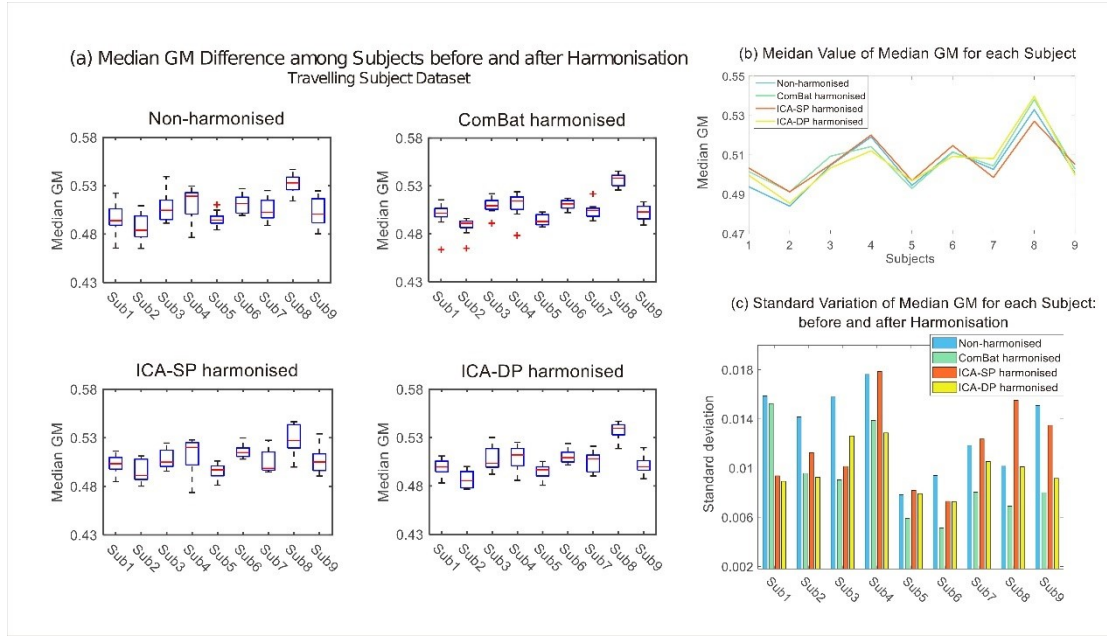 (a) Median GM Difference among Subjects before and after Harmonisation
Travelling Subject Dataset
Non-harmonised
0.58
0.53
0.48
0.43
Median GM
Sub1 Sub2 Sub3 Sub4 Sub5 Sub6 Sub7 Sub8 Sub9
ComBat harmonised
0.58
0.53
0.48
0.43
Median GM
Sub1 Sub2 Sub3 Sub4 Sub5 Sub6 Sub7 Sub8 Sub9
ICA-SP harmonised
0.58
0.53
0.48
0.43
Median GM
Sub1 Sub2 Sub3 Sub4 Sub5 Sub6 Sub7 Sub8 Sub9
ICA-DP harmonised
0.58
0.53
0.48
0.43
Median GM
Sub1 Sub2 Sub3 Sub4 Sub5 Sub6 Sub7 Sub8 Sub9
(b) Meidan Value of Median GM for each Subject
Non-harmonised
ComBat harmonised
ICA-SP harmonised
ICA-DP harmonised
0.55
0.51
0.47
Median GM
1 2 3 4 5 6 7 8 9
Subjects
(c) Standard Variation of Median GM for each Subject:
before and after Harmonisation
Non-harmonised
ComBat harmonised
ICA-SP harmonised
ICA-DP harmonised
0.018
0.014
0.01
0.006
0.002
Standard deviation
Sub1 Sub2 Sub3 Sub4 Sub5 Sub6 Sub7 Sub8 Sub9